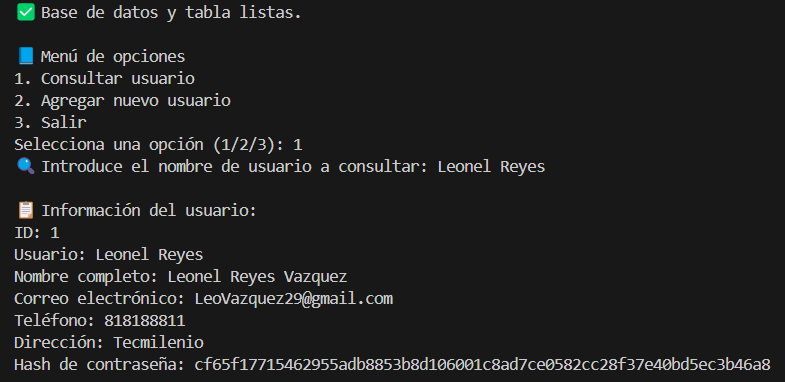 ✅ Base de datos y tabla listas.
📘 Menú de opciones
1. Consultar usuario
2. Agregar nuevo usuario
3. Salir
Selecciona una opción (1/2/3): 1
🔍 Introduce el nombre de usuario a consultar: Leonel Reyes
📋 Información del usuario:
ID: 1
Usuario: Leonel Reyes
Nombre completo: Leonel Reyes Vazquez
Correo electrónico: LeoVazquez29@gmail.com
Teléfono: 818188811
Dirección: Tecmilenio
Hash de contraseña: cf65f17715462955adb8853b8d106001c8ad7ce0582cc28f37e40bd5ec3b46a8